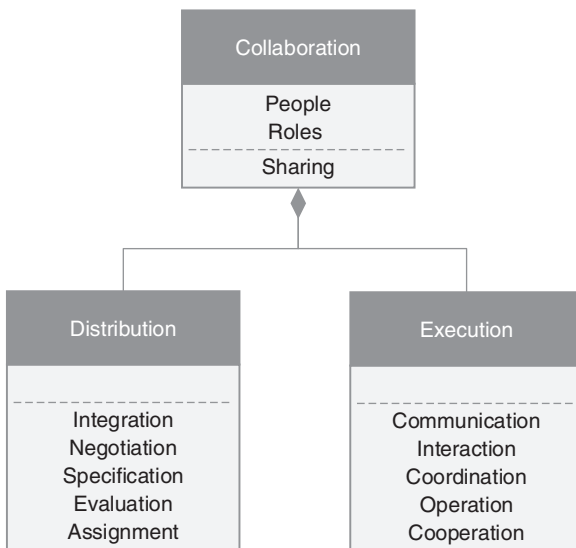 Collaboration
People
Roles
Sharing
Distribution
Integration
Negotiation
Specification
Evaluation
Assignment
Execution
Communication
Interaction
Coordination
Operation
Cooperation